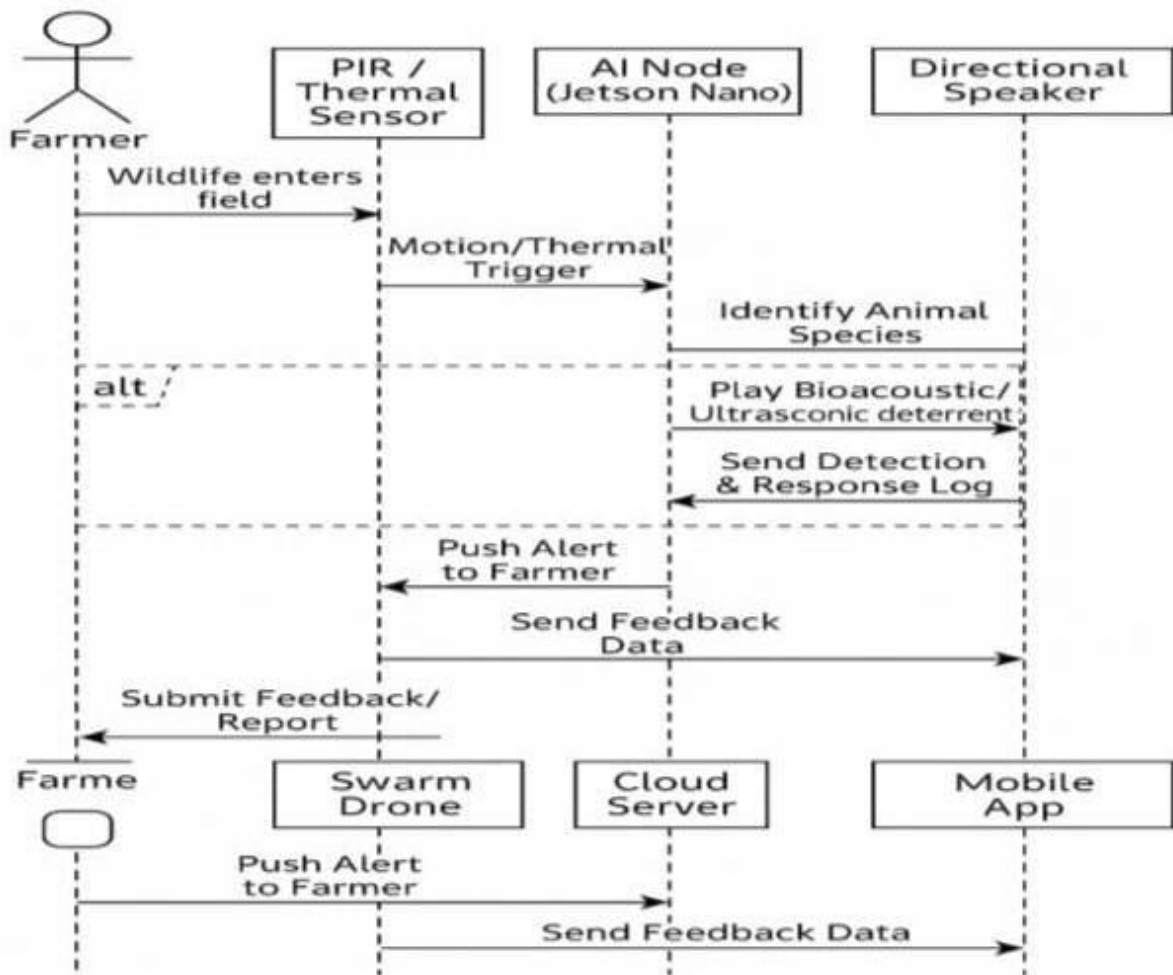 PIR /
Thermal
Sensor
AI Node
(Jetson Nano)
Directional
Speaker
Farmer
Wildlife enters
field
Motion/Thermal
Trigger
Identify Animal
Species
alt
Play Bioacoustic/
Ultrasconic deterrent
Send Detection
& Response Log
Push Alert
to Farmer
Send Feedback
Data
Submit Feedback/
Report
Farme
Swarm
Drone
Cloud
Server
Mobile
App
Push Alert
to Farmer
Send Feedback Data